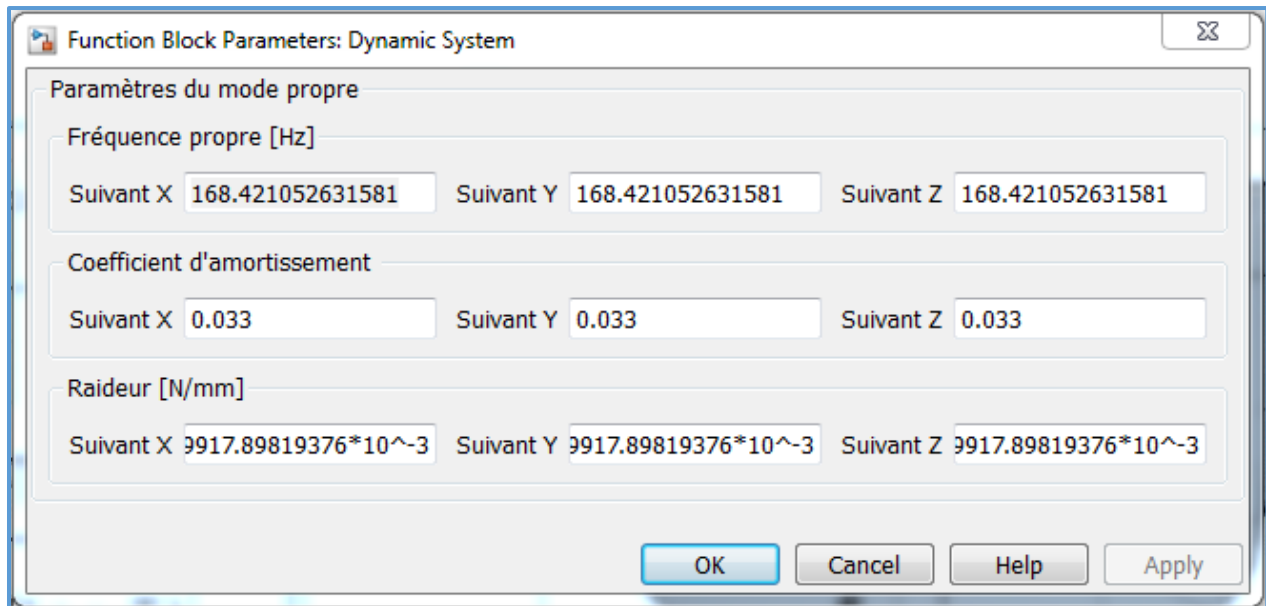 Function Block Parameters: Dynamic System
Paramètres du mode propre
Fréquence propre [Hz]
Suivant X 168.421052631581 Suivant Y 168.421052631581 Suivant Z 168.421052631581
Coefficient d'amortissement
Suivant X 0.033 Suivant Y 0.033 Suivant Z 0.033
Raideur [N/mm]
Suivant X 9917.89819376*10^-3 Suivant Y 9917.89819376*10^-3 Suivant Z 9917.89819376*10^-3
OK Cancel Help Apply